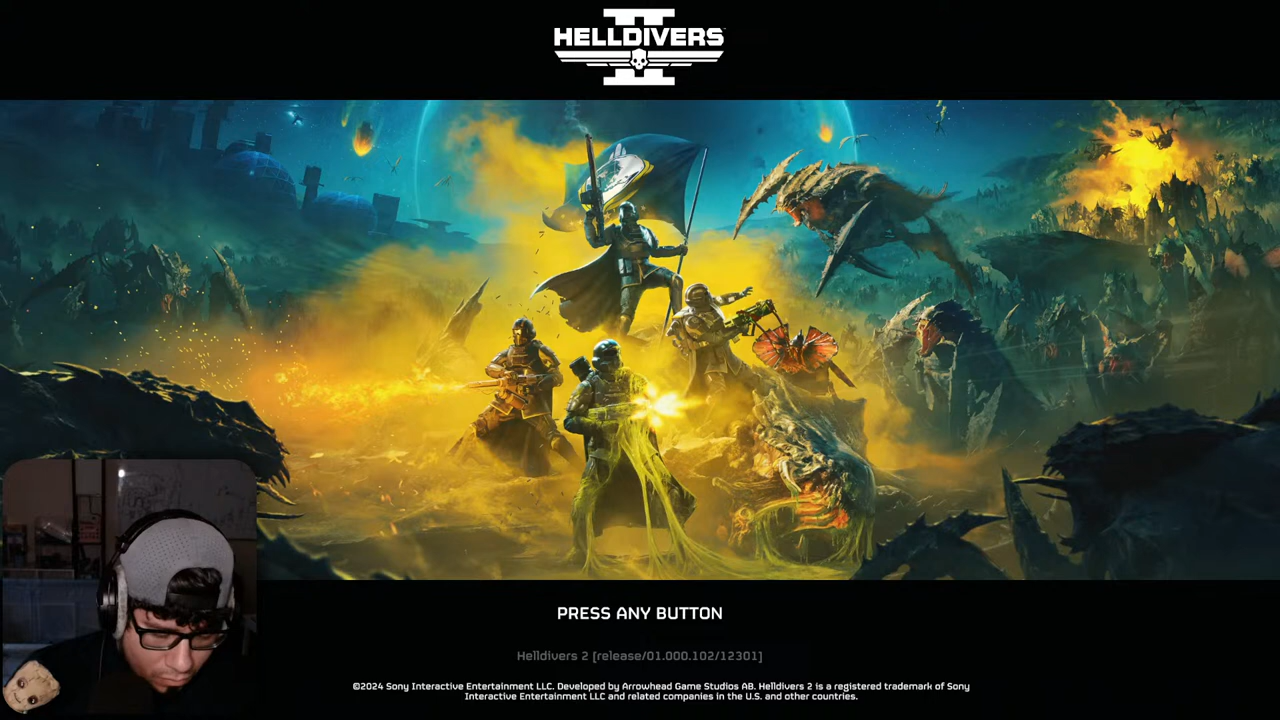 HELLDIVERS
II
PRESS ANY BUTTON
Helldivers 2 [release/01.000.102/12301]
©2024 Sony Interactive Entertainment LLC. Developed by Arrowhead Game Studios AB. Helldivers 2 is a registered trademark of Sony
Interactive Entertainment LLC and related companies in the U.S. and other countries.